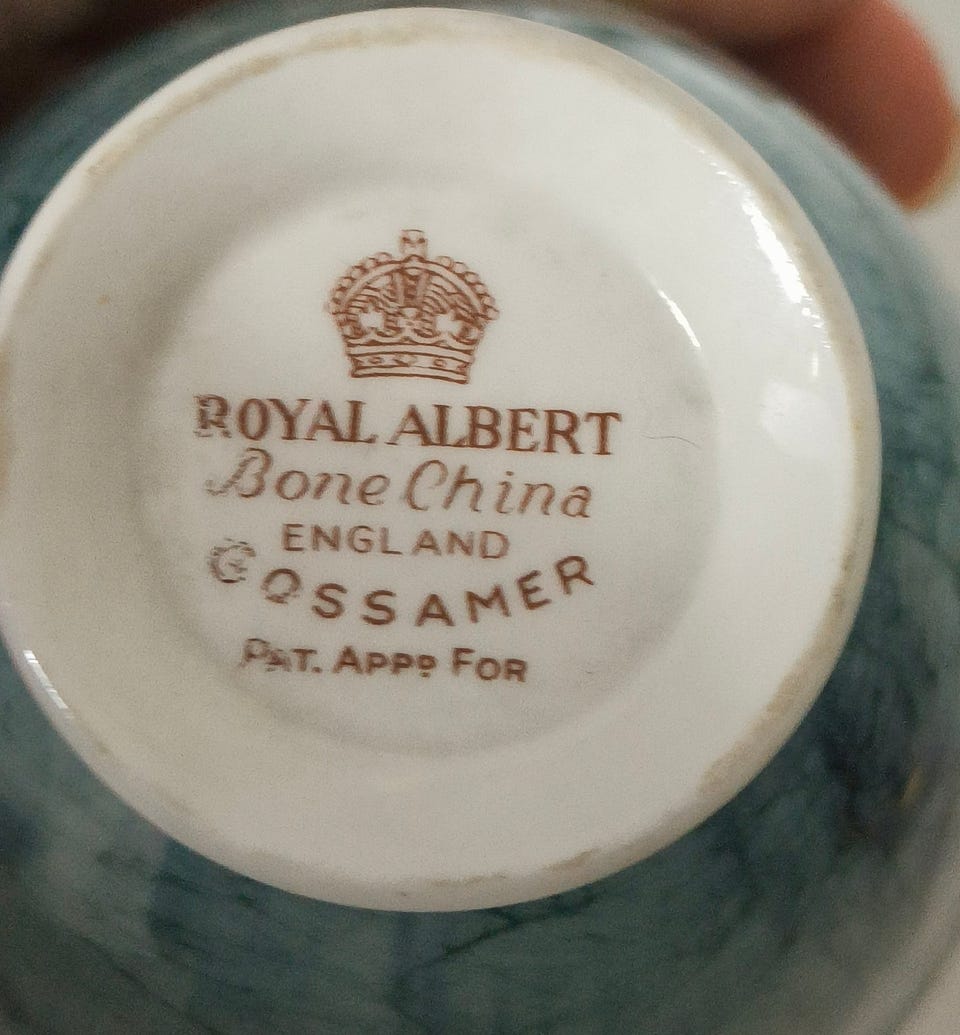 ROYAL ALBERT
Bone China
ENGLAND
GOSSAMER
PAT. APPD FOR